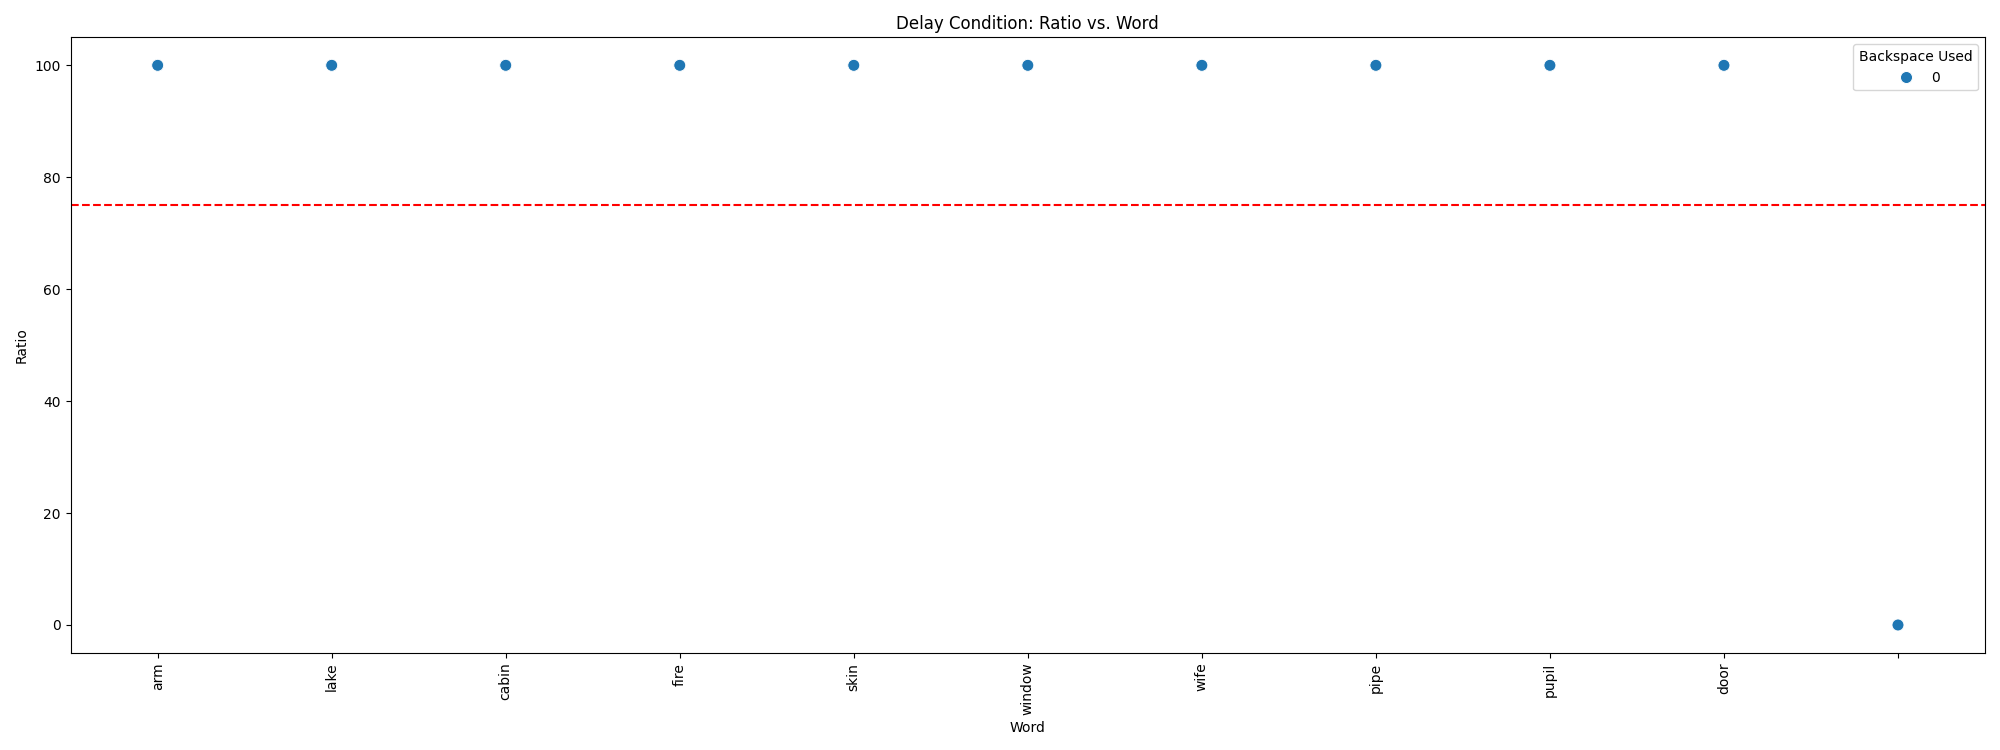 Delay Condition: Ratio vs. Word
Backspace Used
0
100
80
60
40
20
0
Ratio
arm
lake
cabin
fire
skin
window
wife
pipe
pupil
door
Word